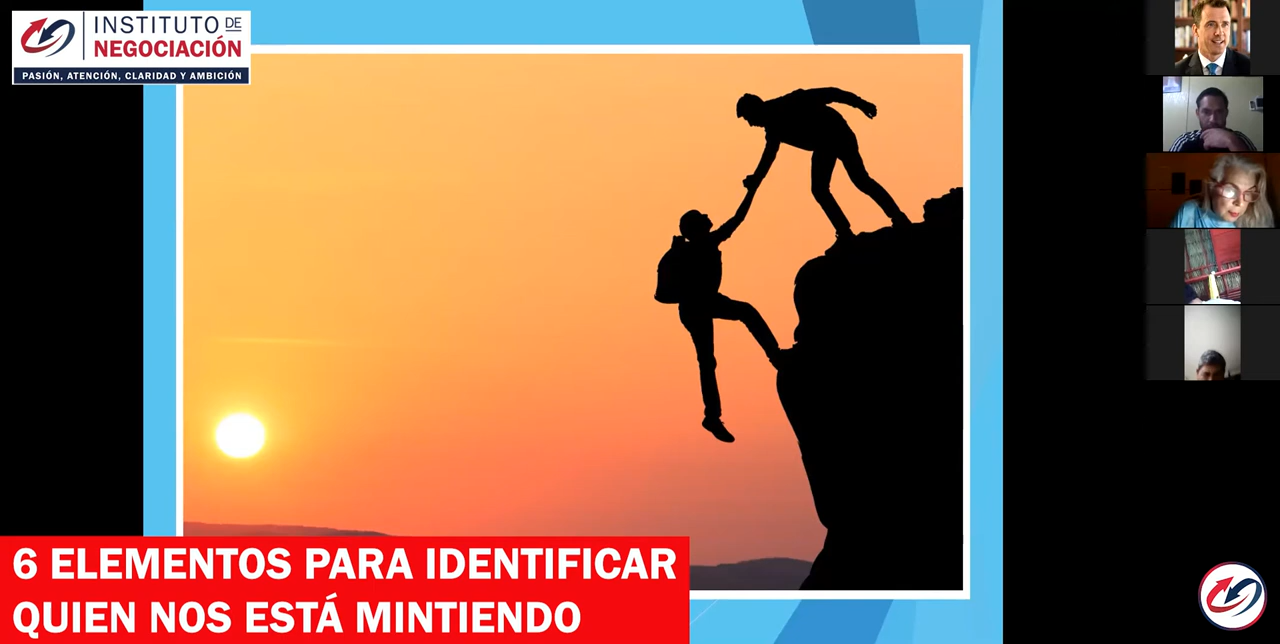 INSTITUTO DE
NEGOCIACIÓN
PASIÓN, ATENCIÓN, CLARIDAD Y AMBICIÓN
6 ELEMENTOS PARA IDENTIFICAR
QUIEN NOS ESTÁ MINTIENDO